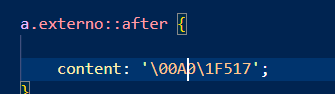 a.externo::after {
content: '\00A0\1F517';
}